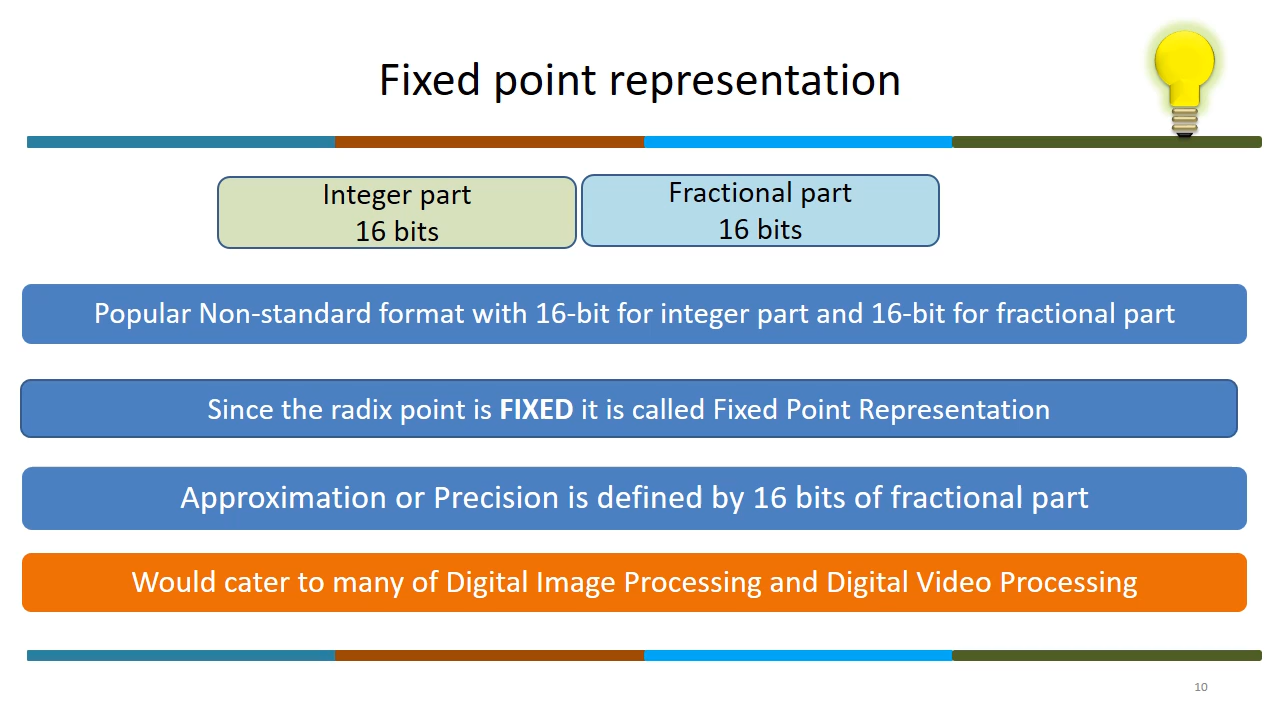 Fixed point representation
Integer part
16 bits
Fractional part
16 bits
Popular Non-standard format with 16-bit for integer part and 16-bit for fractional part
Since the radix point is FIXED it is called Fixed Point Representation
Approximation or Precision is defined by 16 bits of fractional part
Would cater to many of Digital Image Processing and Digital Video Processing
10